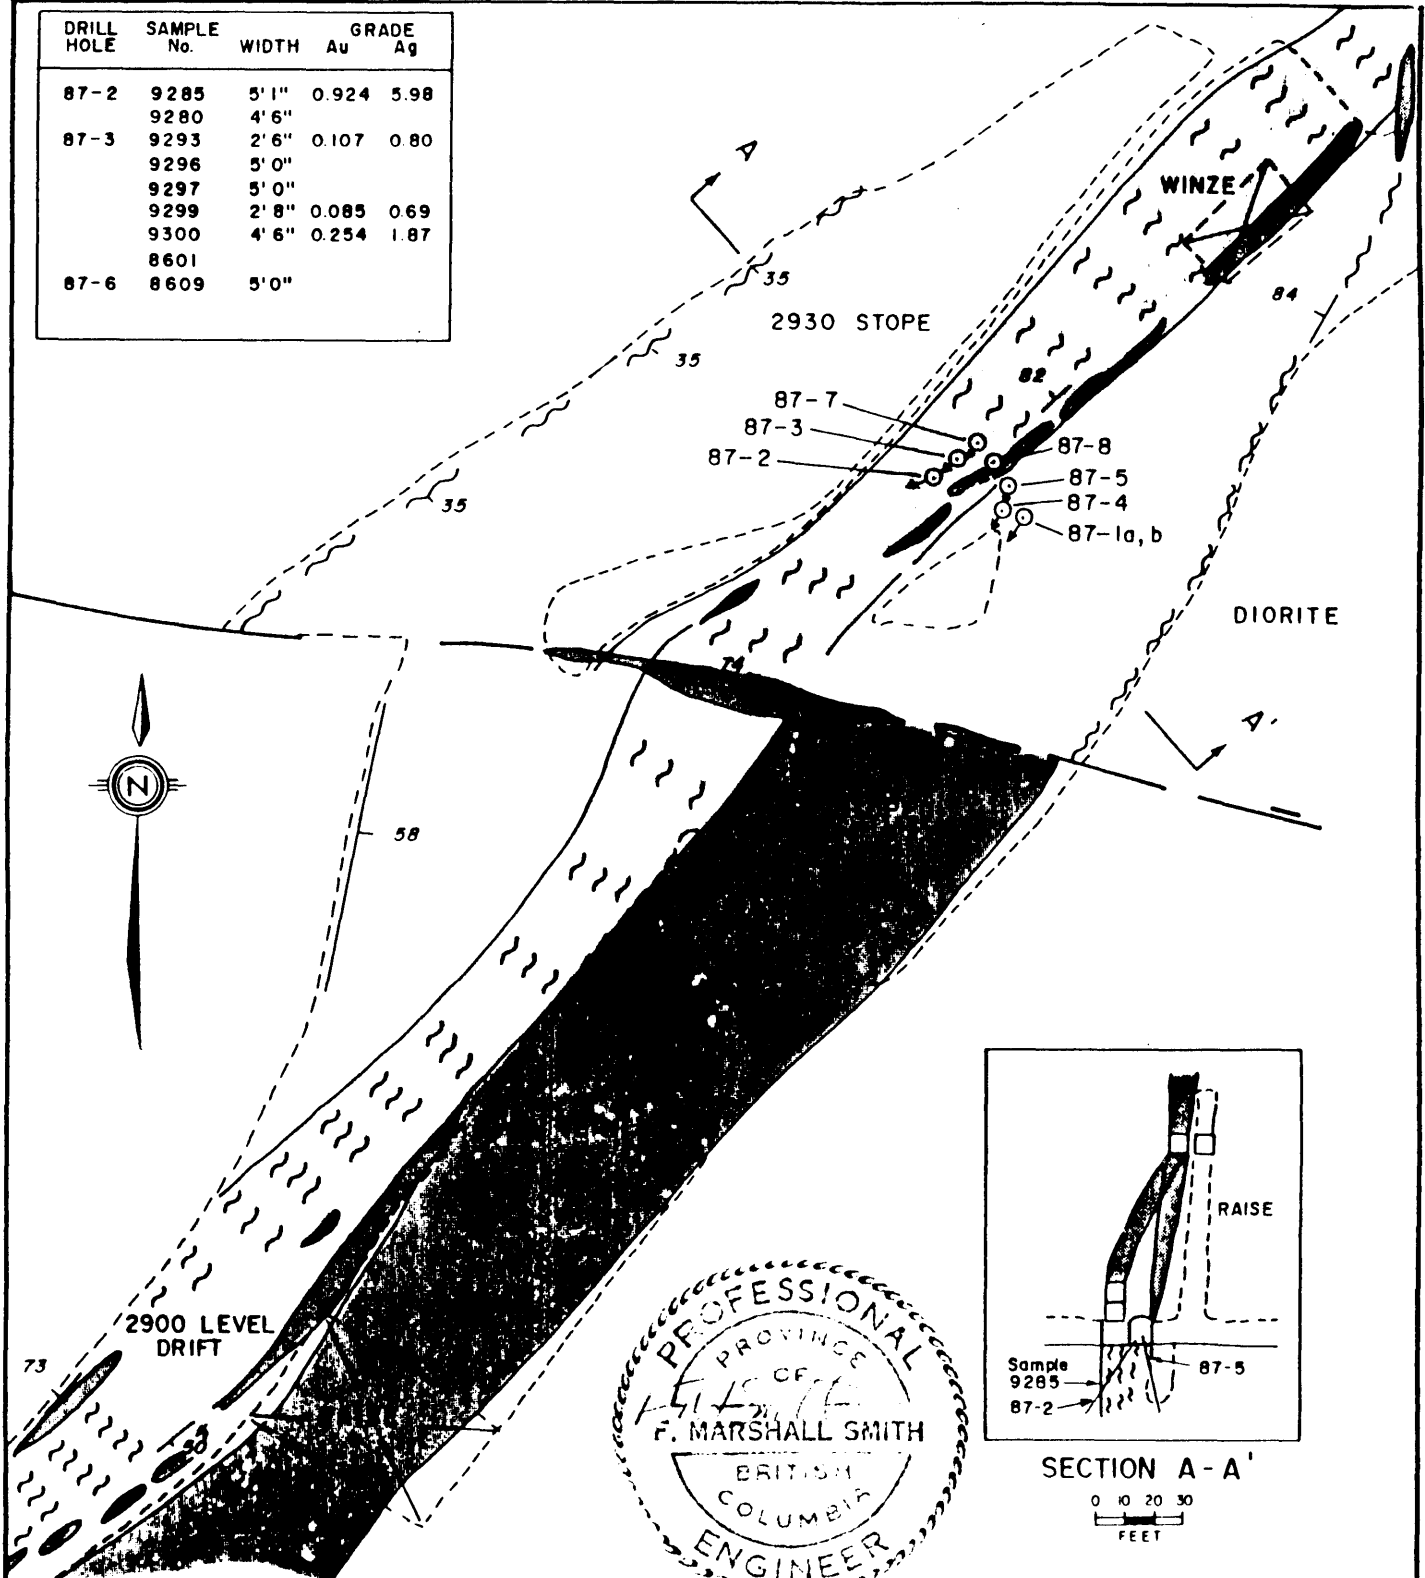 DRILL HOLE SAMPLE No. WIDTH GRADE Au Ag
87-2 9285 5'1" 0.924 5.98
9280 4'6"
87-3 9293 2'6" 0.107 0.80
9296 5'0"
9297 5'0"
9299 2'8" 0.085 0.69
9300 4'6" 0.254 1.87
8601
87-6 8609 5'0"
A
WINZE
35
84
2930 STOPE
35
82
87-7
87-3
87-2
87-8
87-5
87-4
87-1a,b
35
DIORITE
74
A'
N
58
RAISE
2900 LEVEL
DRIFT
73
Sample
9285
87-2
87-5
SECTION A-A'
0 10 20 30
FEET
PROFESSIONAL
PROVINCE
OF
F. MARSHALL SMITH
BRITISH
COLUMBIA
ENGINEER